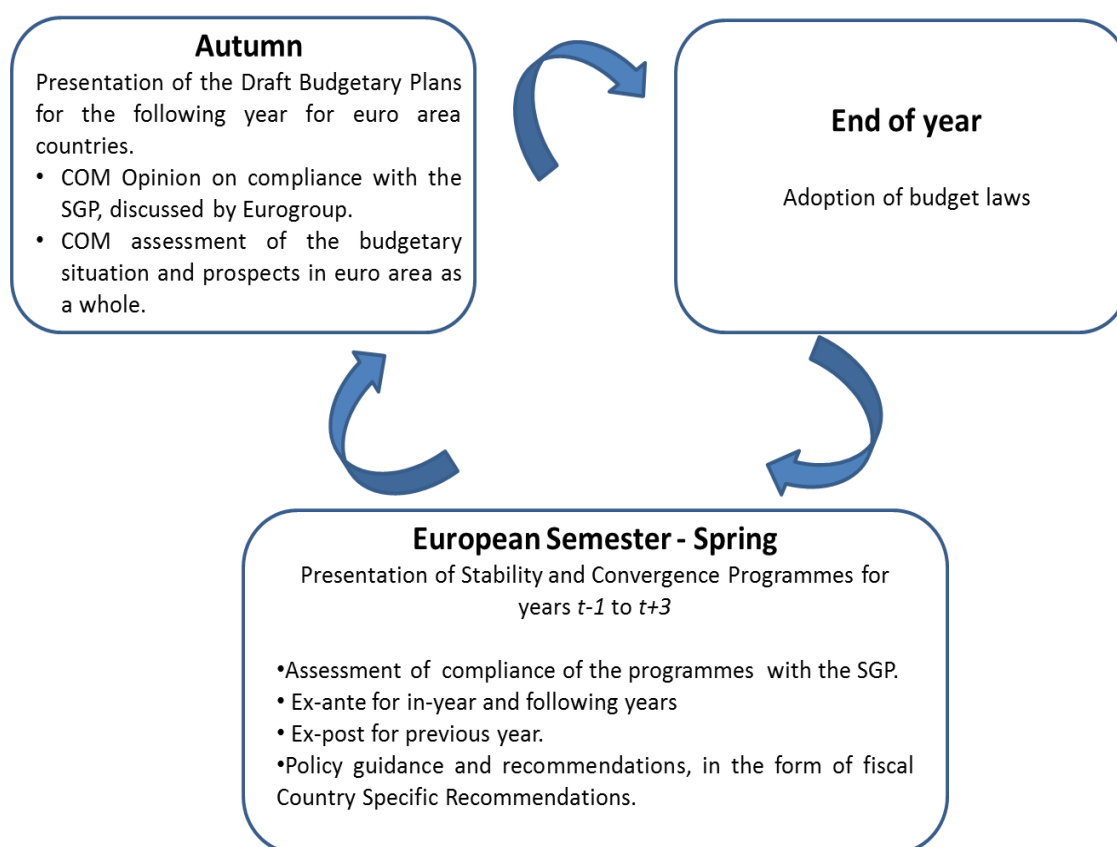 Autumn
Presentation of the Draft Budgetary Plans
for the following year for euro area
countries.
• COM Opinion on compliance with the
SGP, discussed by Eurogroup.
• COM assessment of the budgetary
situation and prospects in euro area as
a whole.
End of year
Adoption of budget laws
European Semester - Spring
Presentation of Stability and Convergence Programmes for
years t-1 to t+3
•Assessment of compliance of the programmes with the SGP.
• Ex-ante for in-year and following years
• Ex-post for previous year.
•Policy guidance and recommendations, in the form of fiscal
Country Specific Recommendations.